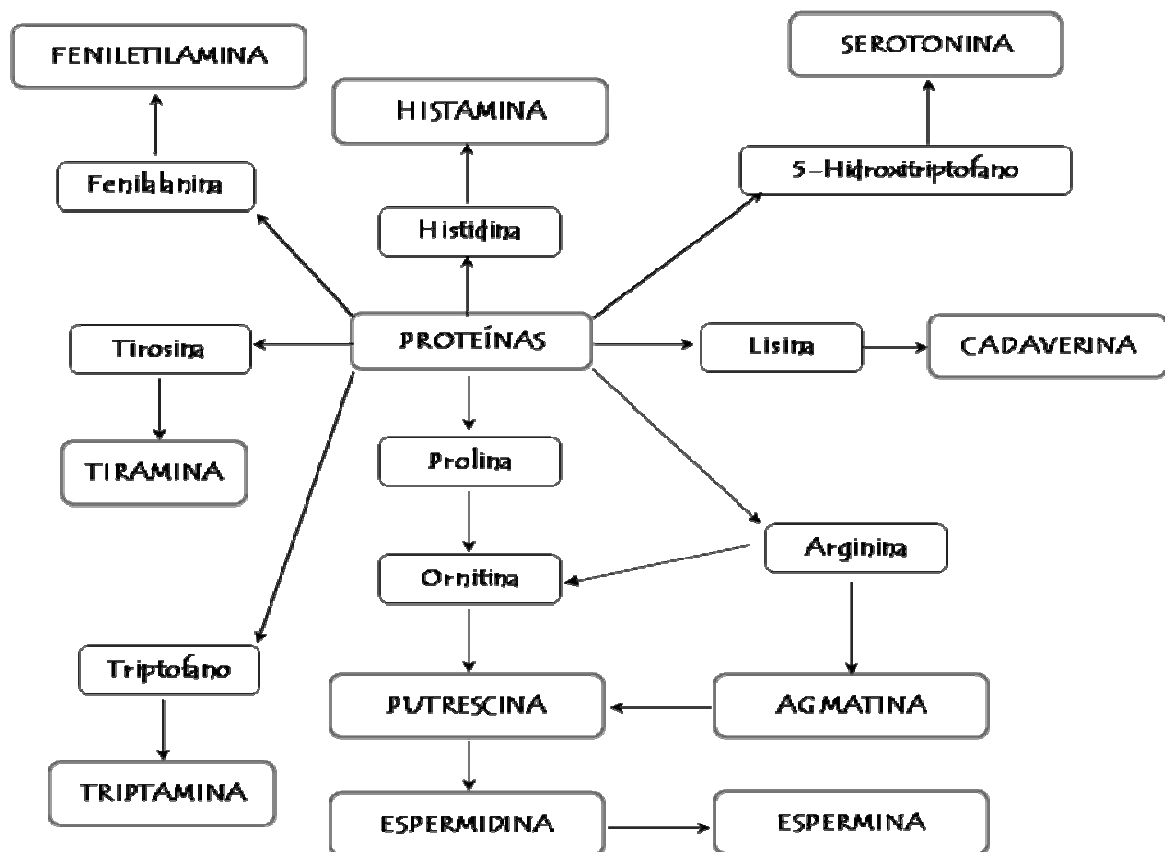 FENILETILAMINA
SEROTONINA
HISTAMINA
Fenilalanina
5-Hidroxitriptofano
Histidina
Tirosina
PROTEÍNAS
Lisina
CADAVERINA
TIRAMINA
Prolina
Arginina
Ornitina
Triptofano
PUTRESCINA
AGMATINA
TRIPTAMINA
ESPERMIDINA
ESPERMINA